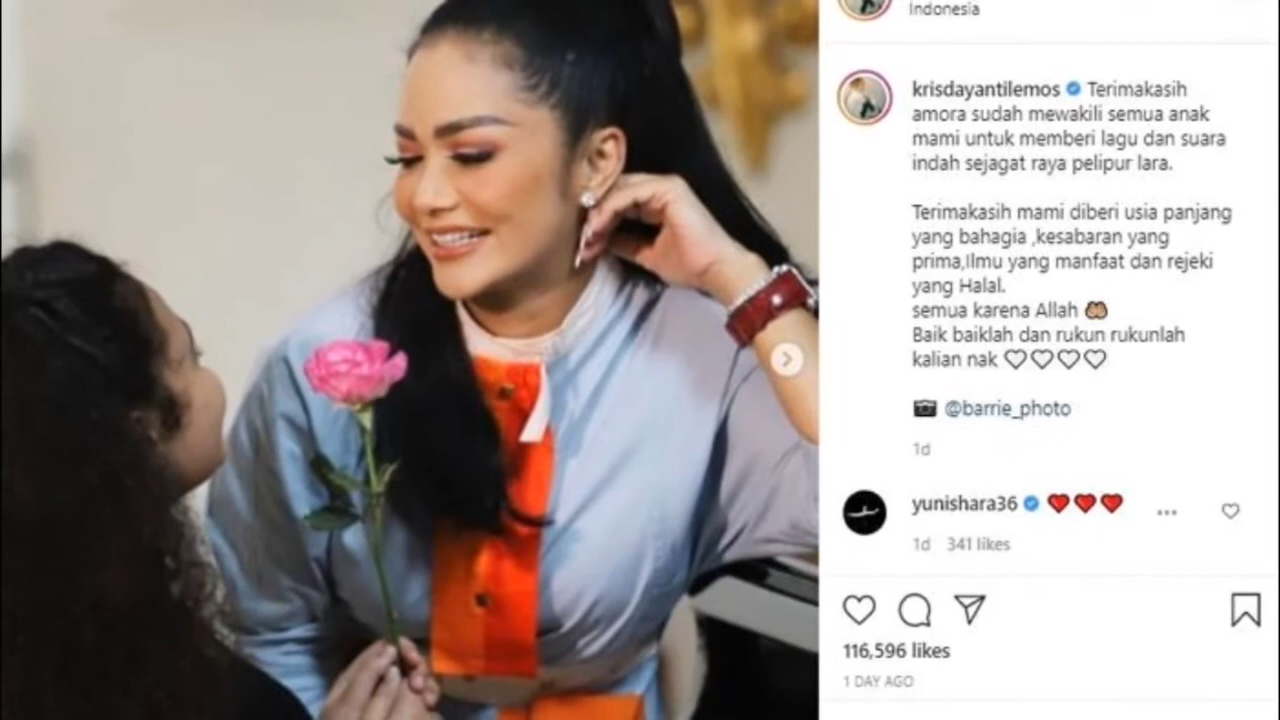 Indonesia
krisdayantilemos Terimakasih
amora sudah mewakili semua anak
mami untuk memberi lagu dan suara
indah sejagat raya pelipur lara.
Terimakasih mami diberi usia panjang
yang bahagia ,kesabaran yang
prima,Ilmu yang manfaat dan rejeki
yang Halal.
semua karena Allah 🤲🏼
Baik baiklah dan rukun rukunlah
kalian nak 🤍🤍🤍🤍
📷 @barrie_photo
1d
yunishara36 ❤️❤️❤️
1d 341 likes
116,596 likes
1 DAY AGO